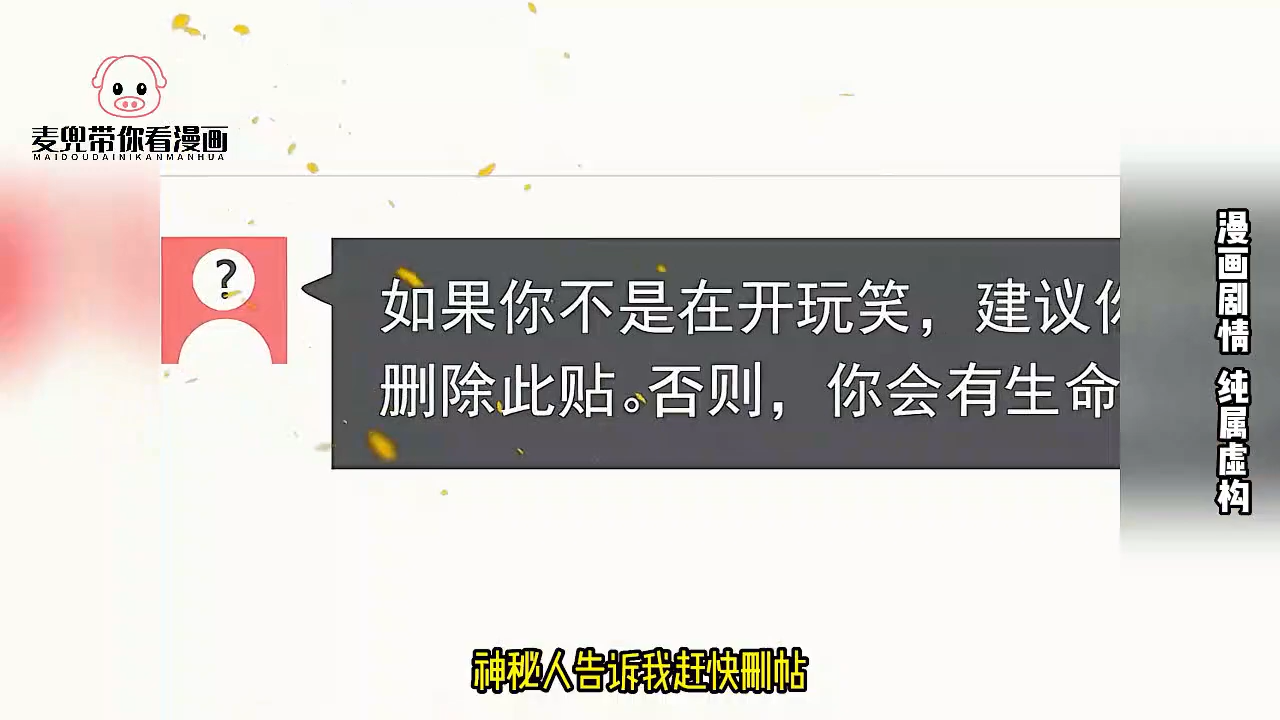 麦兜带你看漫画
MAIDOUDAINIKANMANHUA
?
如果你不是在开玩笑，建议
删除此贴。否则，你会有生命
漫画剧情 纯属虚构
神秘人告诉我赶快删帖